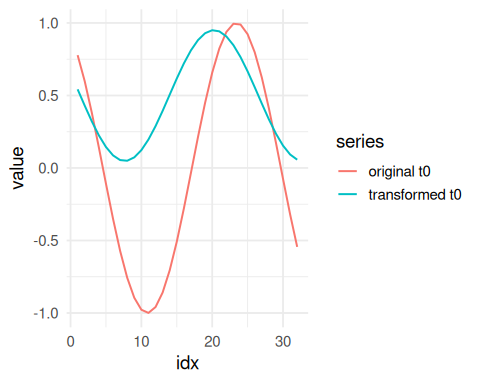 1.0
0.5
0.0
-0.5
-1.0
value
0 10 20 30
idx
series
original t0
transformed t0